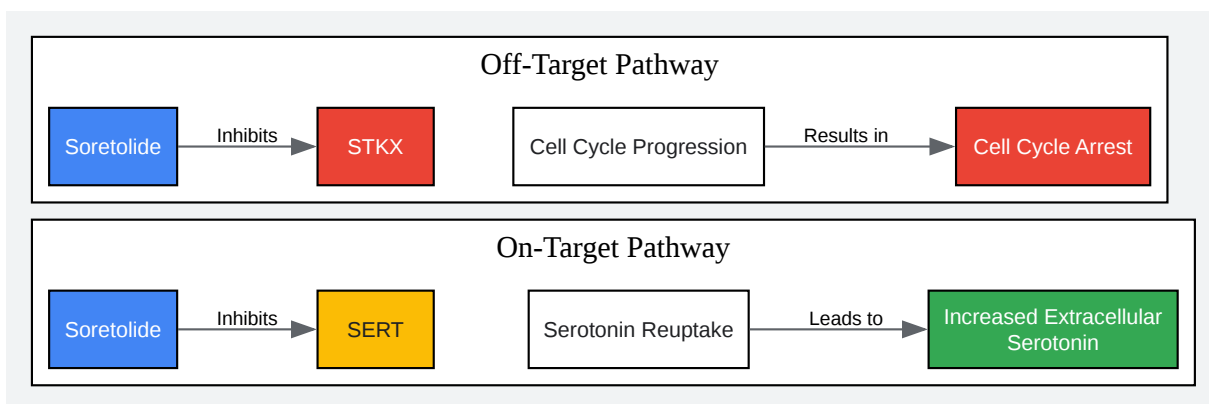 Off-Target Pathway
Soretolide
Inhibits
STKX
Cell Cycle Progression
Results in
Cell Cycle Arrest
On-Target Pathway
Soretolide
Inhibits
SERT
Serotonin Reuptake
Leads to
Increased Extracellular
Serotonin